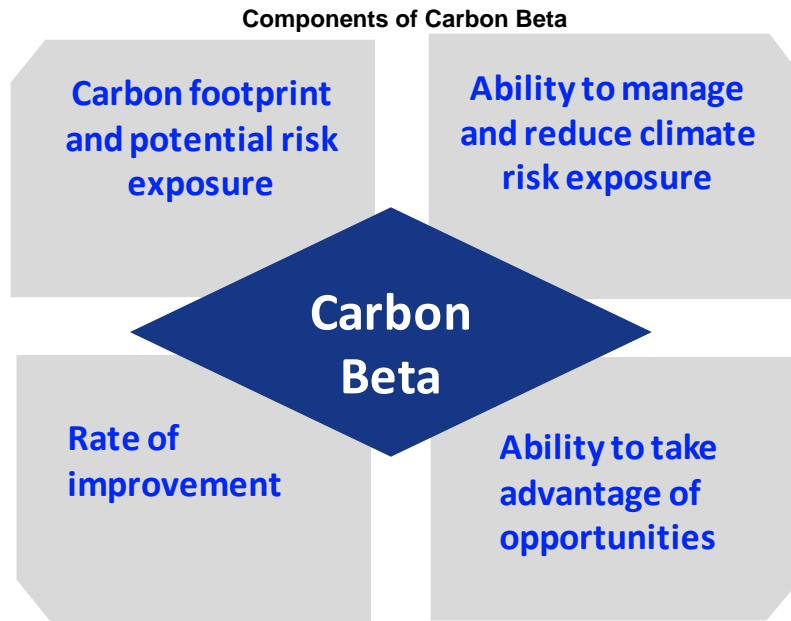 Components of Carbon Beta
Carbon footprint
and potential risk
exposure
Ability to manage
and reduce climate
risk exposure
Carbon
Beta
Rate of
improvement
Ability to take
advantage of
opportunities